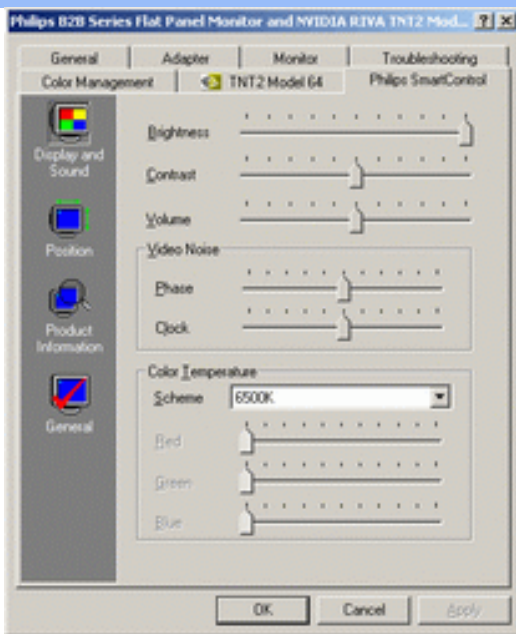 Philips B2B Series Flat Panel Monitor and NVIDIA RIVA TNT2 Mod...
General Adapter Monitor Troubleshooting
Color Management TNT2 Model 64 Philips SmartControl
Display and
Sound
Position
Product
Information
General
Brightness
Contrast
Volume
Video Noise
Phase
Clock
Color Temperature
Scheme 6500K
Red
Green
Blue
OK Cancel Apply